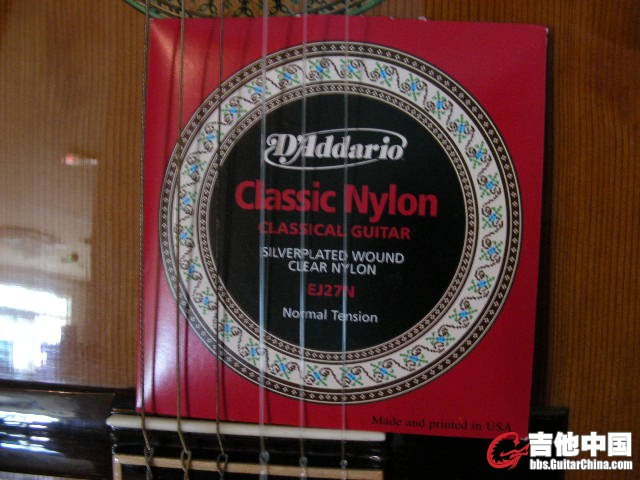 D'Addario
Classic Nylon
CLASSICAL GUITAR
SILVERPLATED WOUND
CLEAR NYLON
EJ27N
Normal Tension
Made and printed in USA
吉他中国
bbs.GuitarChina.com